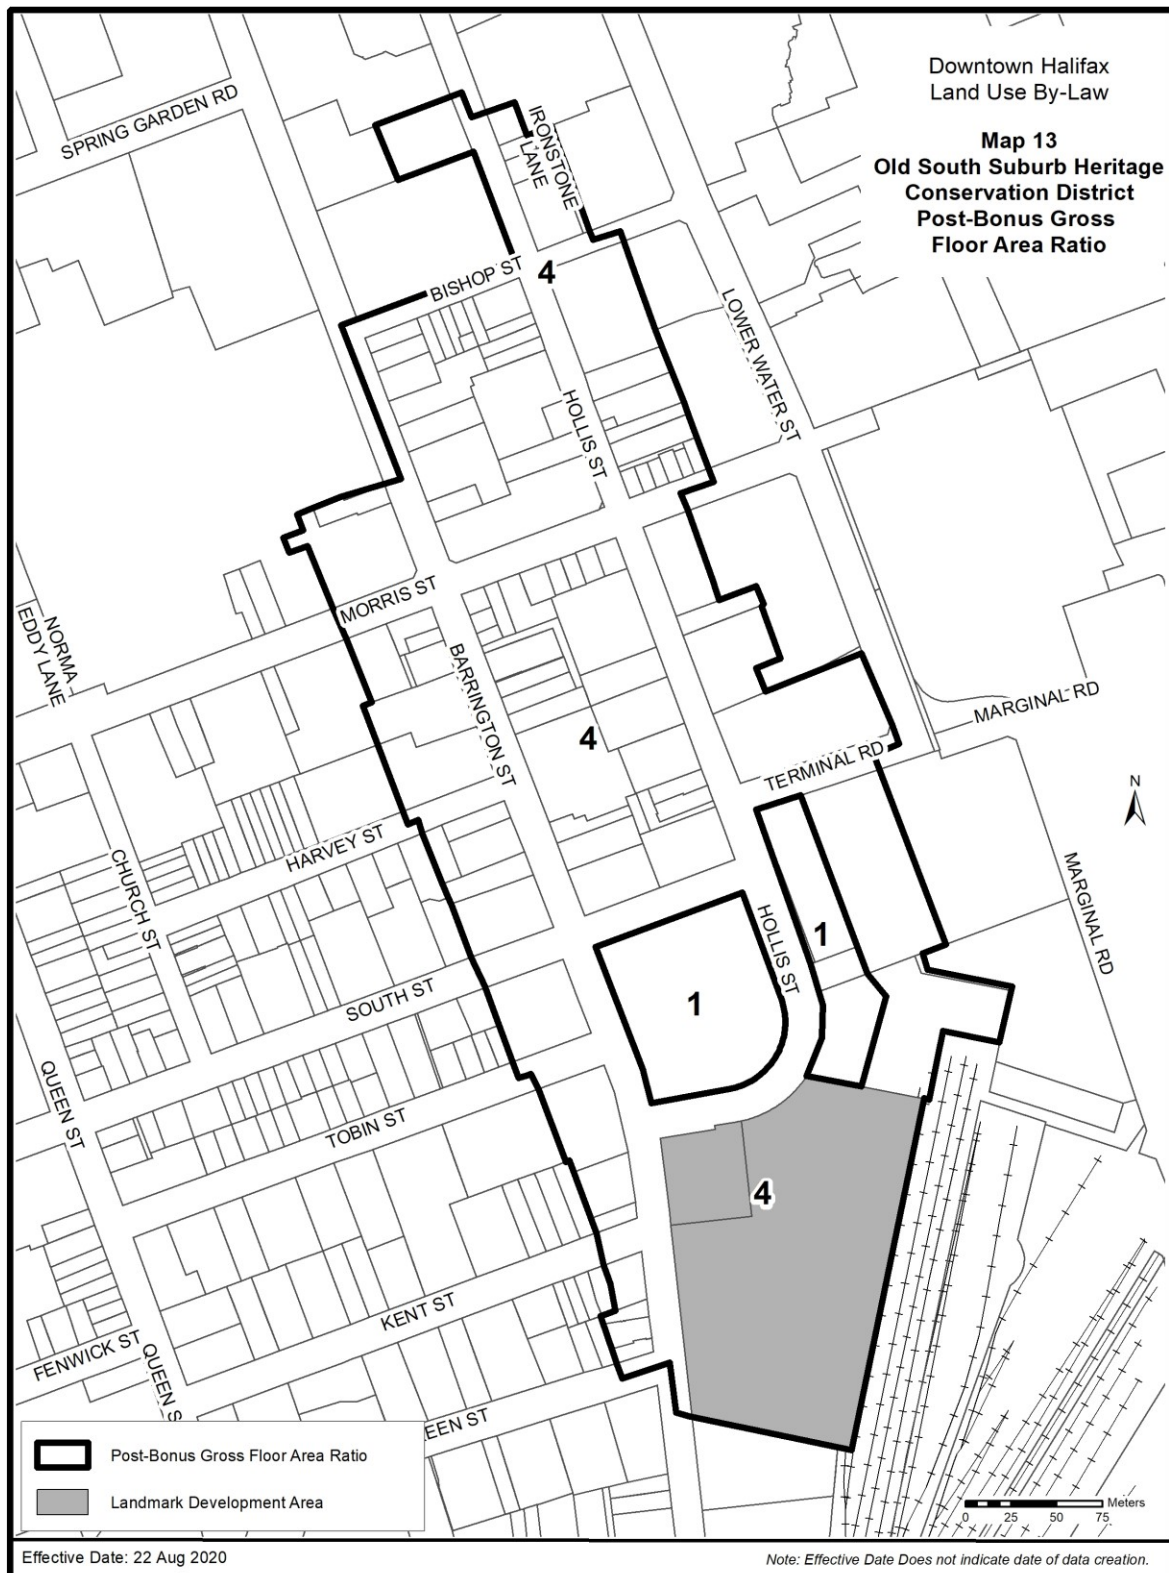 Downtown Halifax
Land Use By-Law
Map 13
Old South Suburb Heritage
Conservation District
Post-Bonus Gross
Floor Area Ratio
SPRING GARDEN RD
IRONSTONE
LANE
BISHOP ST
4
LOWER WATER ST
HOLLIS ST
MORRIS ST
NORMA
EDDY LANE
BARRINGTON ST
4
MARGINAL RD
TERMINAL RD
N
HARVEY ST
CHURCH ST
MARGINAL RD
HOLLIS ST
1
1
SOUTH ST
QUEEN ST
TOBIN ST
4
KENT ST
FENWICK ST
QUEEN S
EEN ST
Post-Bonus Gross Floor Area Ratio
Landmark Development Area
Meters
0 25 50 75
Effective Date: 22 Aug 2020
Note: Effective Date Does not indicate date of data creation.